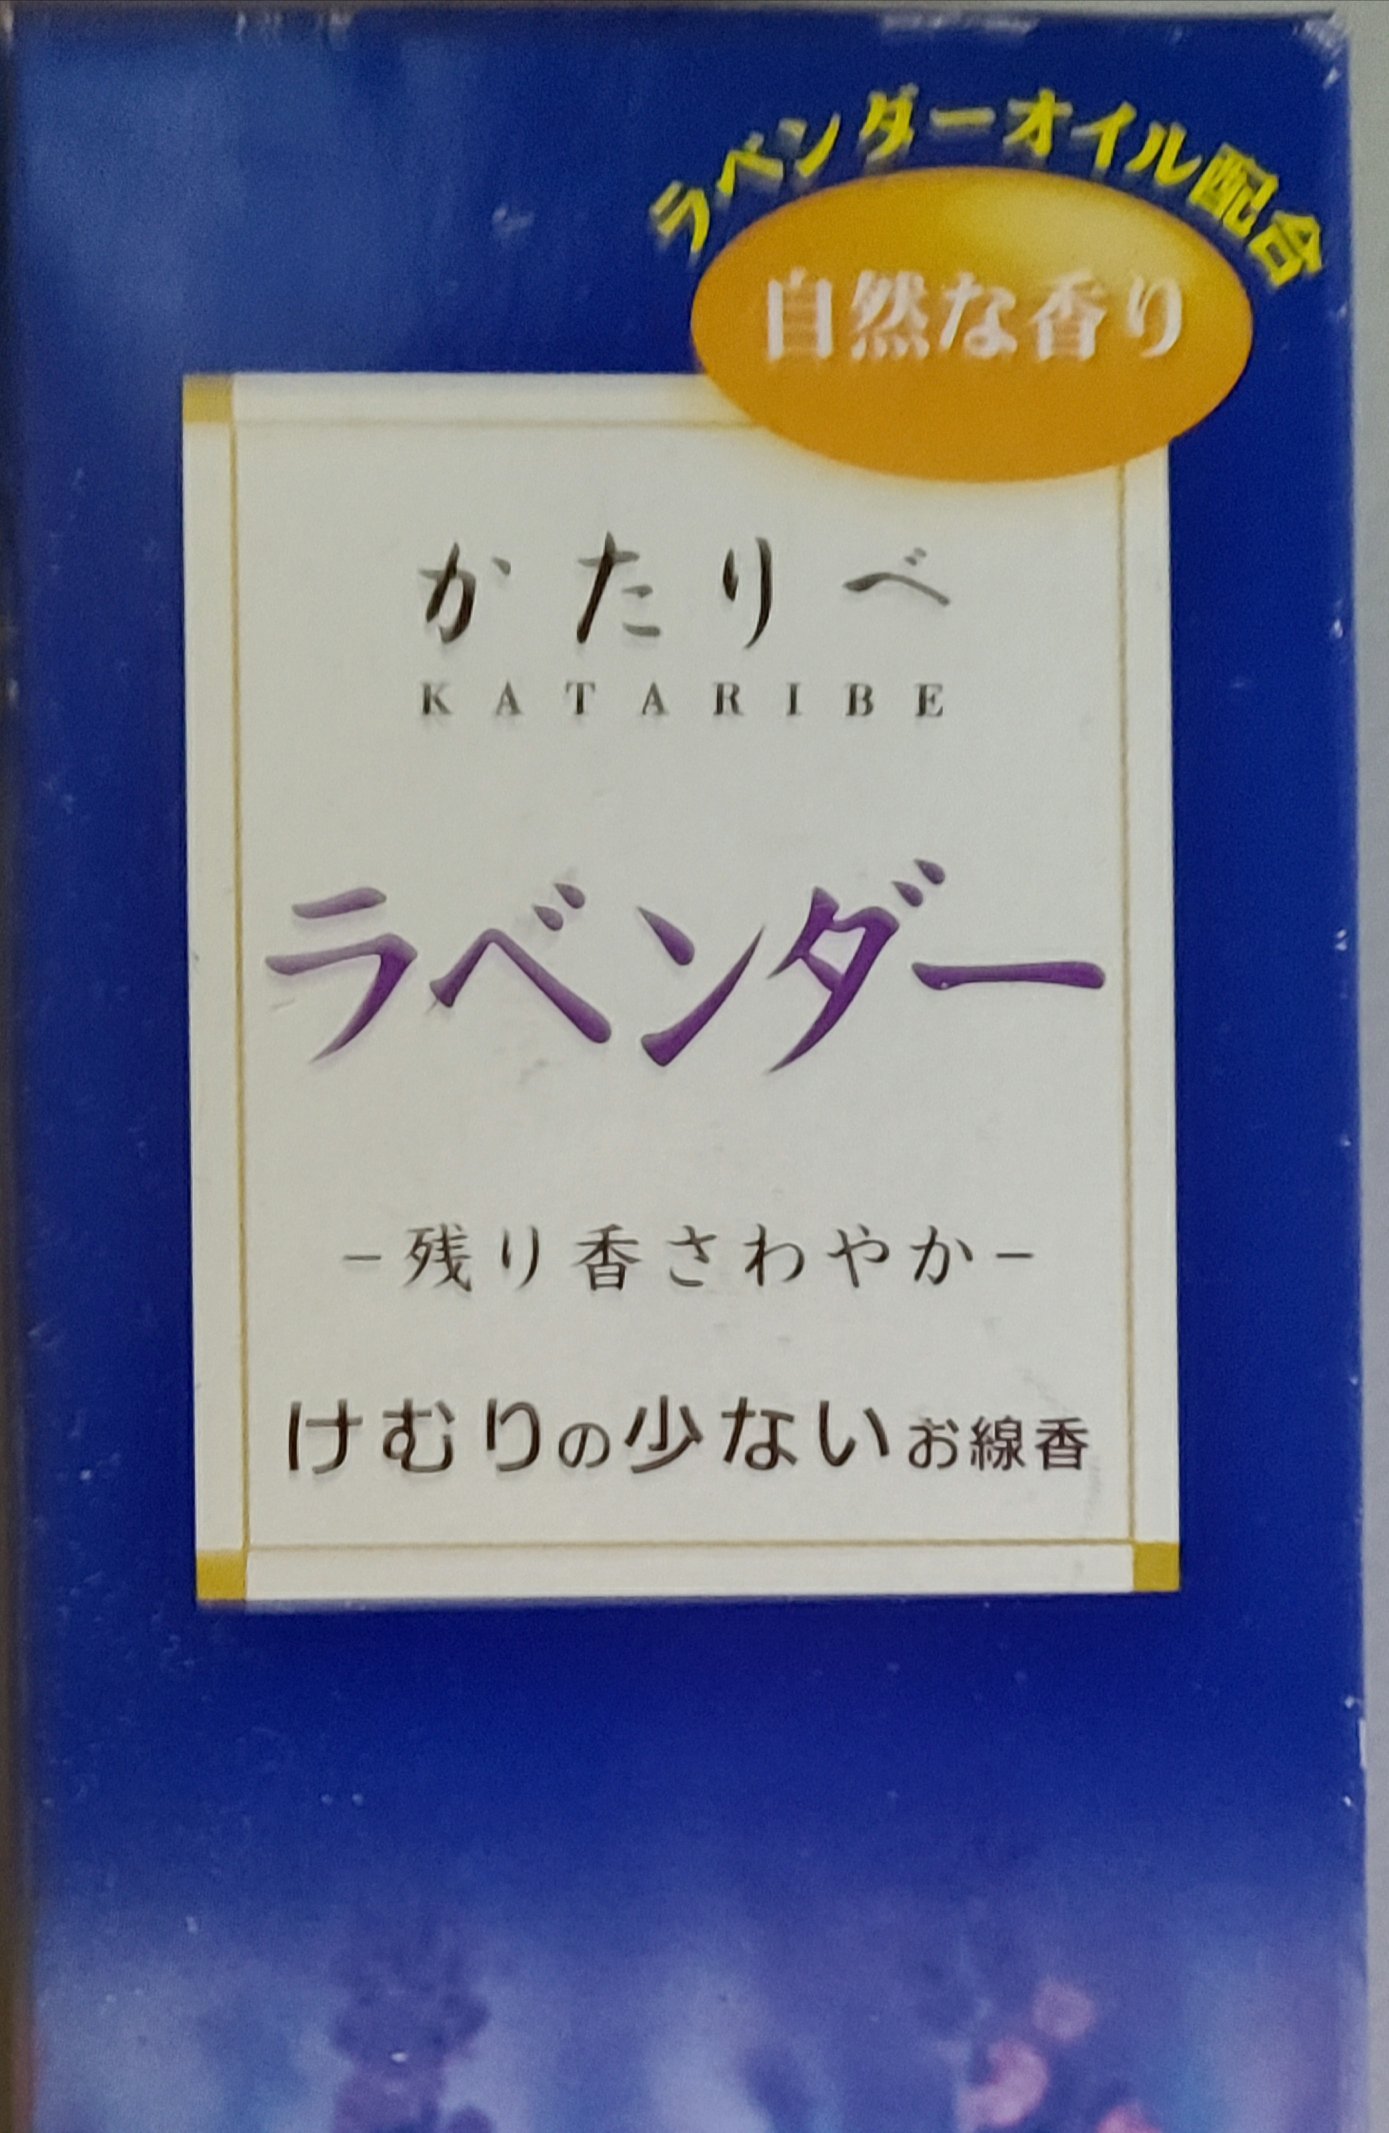 ラベンダーオイル配合
自然な香り
かたりべ
KATARIBE
ラベンダー
−残り香さわやか−
けむりの少ないお線香